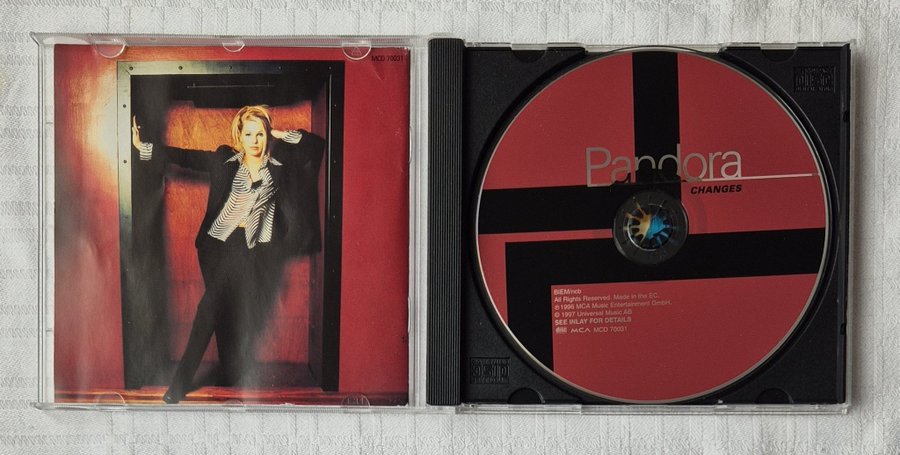 MCD 70031
Pandora
CHANGES
BIEM/ncb
All Rights Reserved. Made in the EC.
℗ 1996 MCA Music Entertainment GmbH.
© 1997 Universal Music AB
SEE INLAY FOR DETAILS
MCA MCD 70031